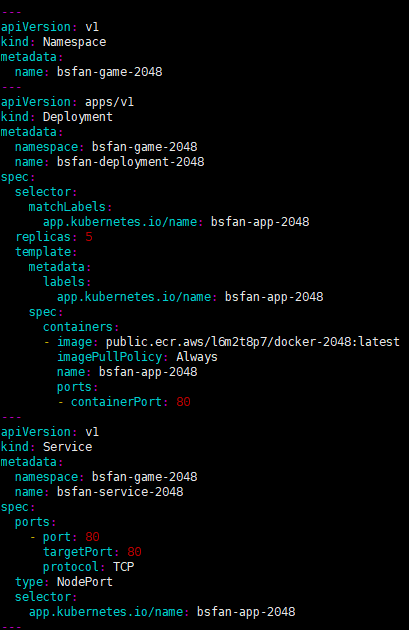 ---
apiVersion: v1
kind: Namespace
metadata:
  name: bsfan-game-2048
---
apiVersion: apps/v1
kind: Deployment
metadata:
  namespace: bsfan-game-2048
  name: bsfan-deployment-2048
spec:
  selector:
    matchLabels:
      app.kubernetes.io/name: bsfan-app-2048
  replicas: 5
  template:
    metadata:
      labels:
        app.kubernetes.io/name: bsfan-app-2048
    spec:
      containers:
      - image: public.ecr.aws/l6m2t8p7/docker-2048:latest
        imagePullPolicy: Always
        name: bsfan-app-2048
        ports:
        - containerPort: 80
---
apiVersion: v1
kind: Service
metadata:
  namespace: bsfan-game-2048
  name: bsfan-service-2048
spec:
  ports:
    - port: 80
      targetPort: 80
      protocol: TCP
  type: NodePort
  selector:
    app.kubernetes.io/name: bsfan-app-2048
---